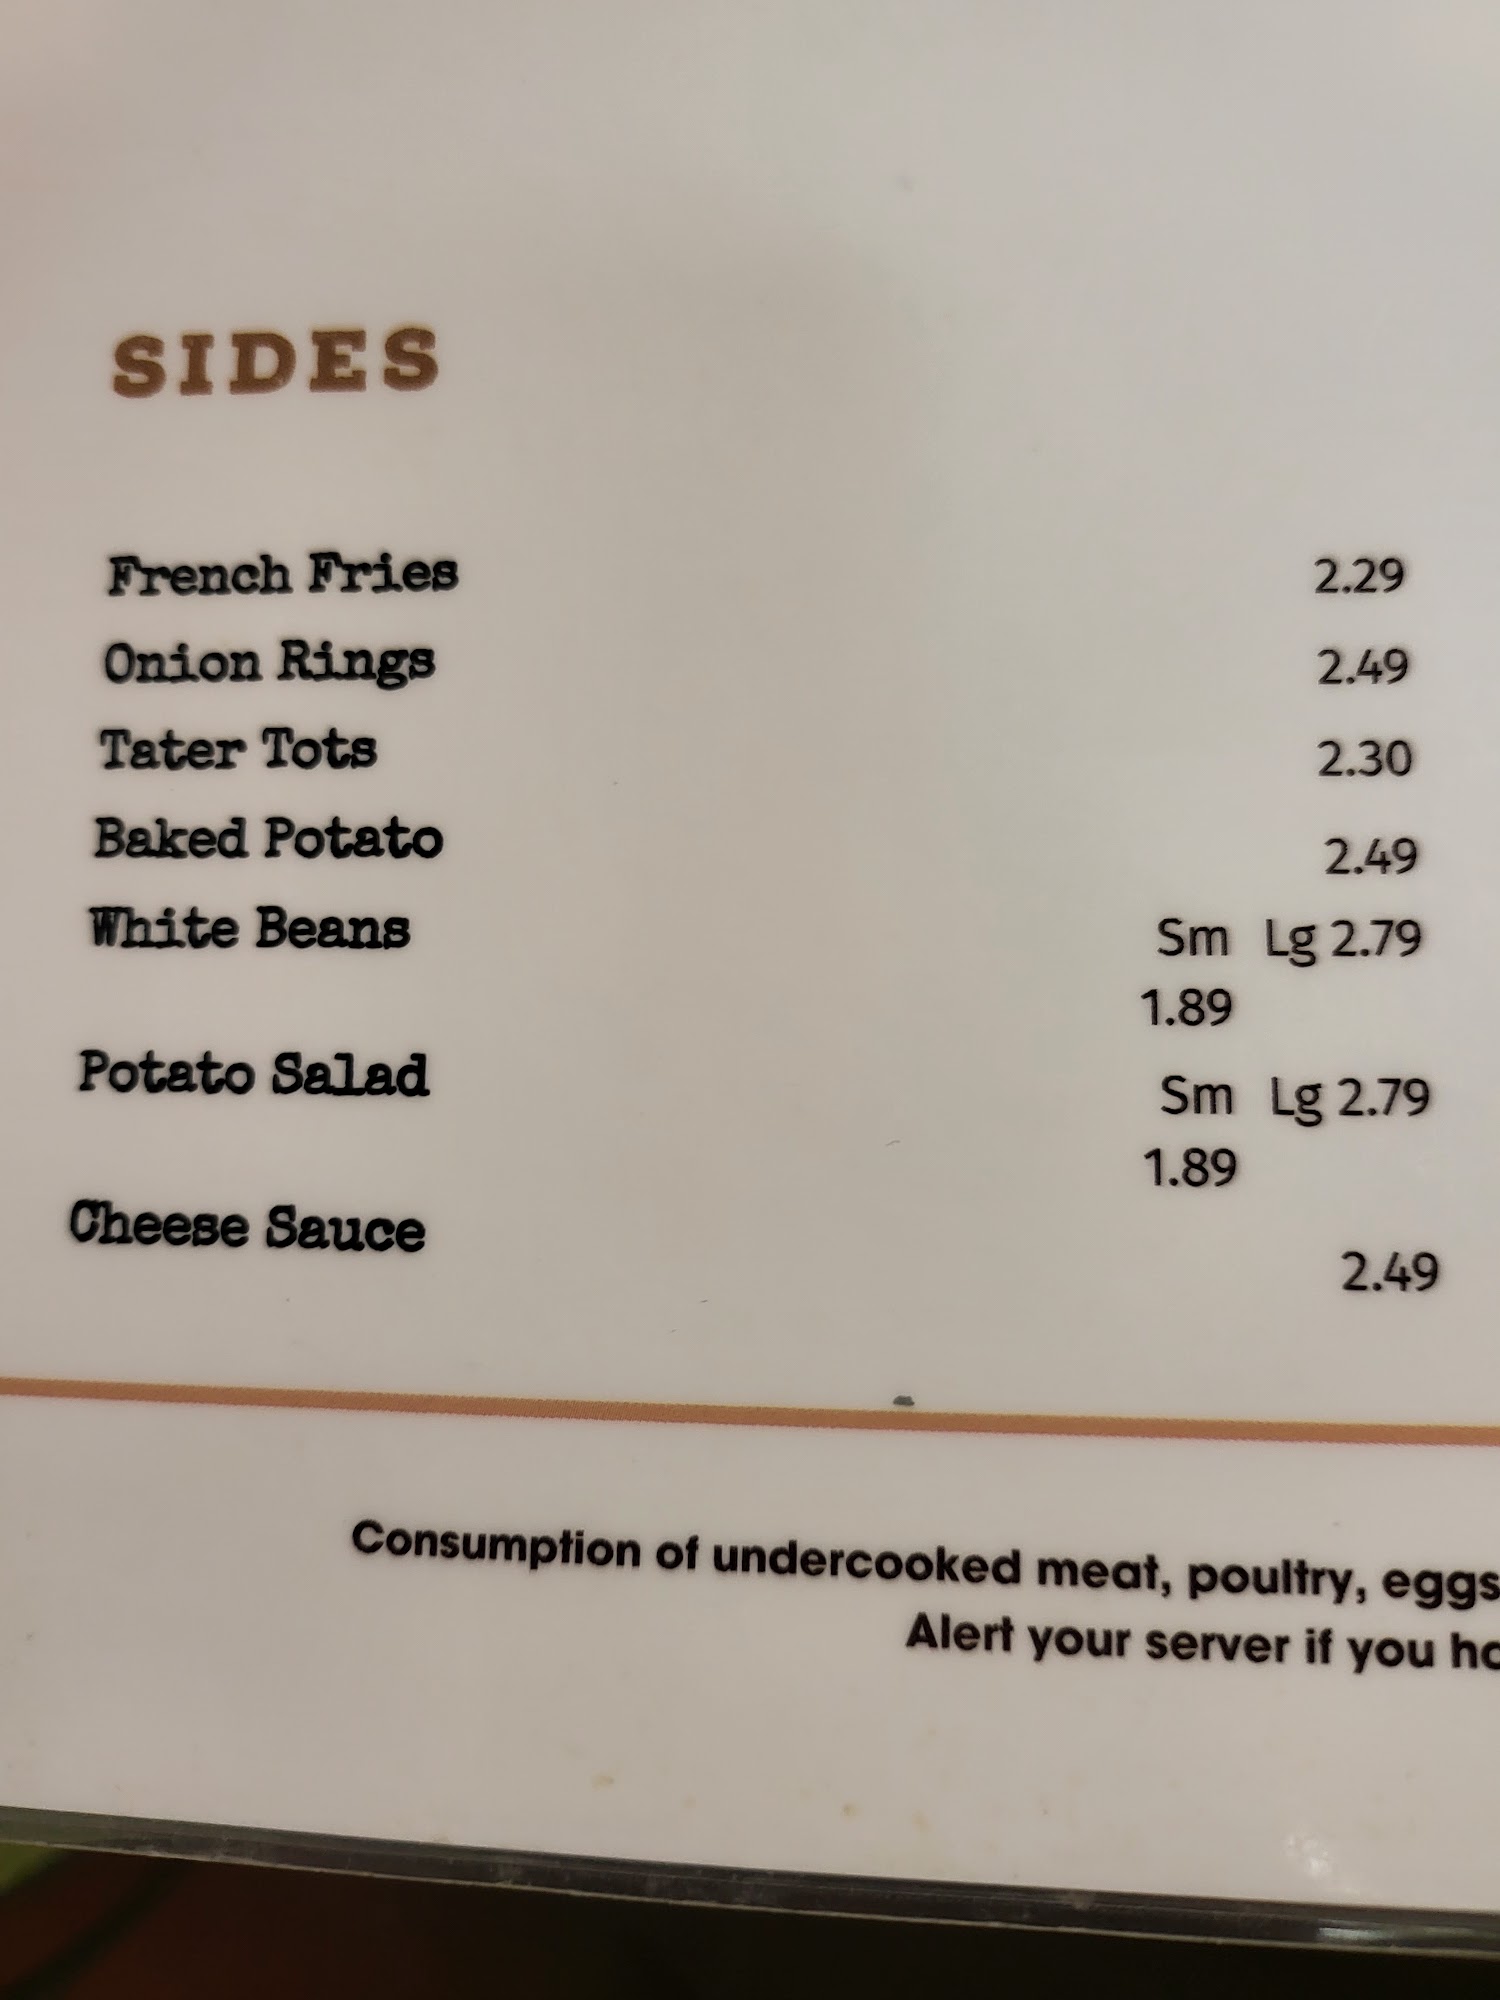 SIDES
French Fries 2.29
Onion Rings 2.49
Tater Tots 2.30
Baked Potato 2.49
White Beans Sm Lg 2.79
1.89
Potato Salad Sm Lg 2.79
1.89
Cheese Sauce 2.49
Consumption of undercooked meat, poultry, eggs
Alert your server if you